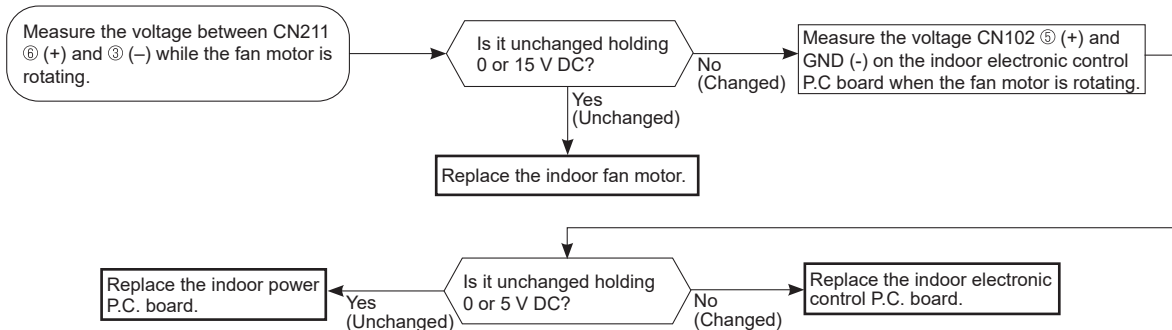 Measure the voltage between CN211
⑥ (+) and ③ (–) while the fan motor is
rotating.
Is it unchanged holding
0 or 15 V DC?
No
(Changed)
Measure the voltage CN102 ⑤ (+) and
GND (-) on the indoor electronic control
P.C board when the fan motor is rotating.
Yes
(Unchanged)
Replace the indoor fan motor.
Replace the indoor power
P.C. board.
Yes
(Unchanged)
Is it unchanged holding
0 or 5 V DC?
No
(Changed)
Replace the indoor electronic
control P.C. board.